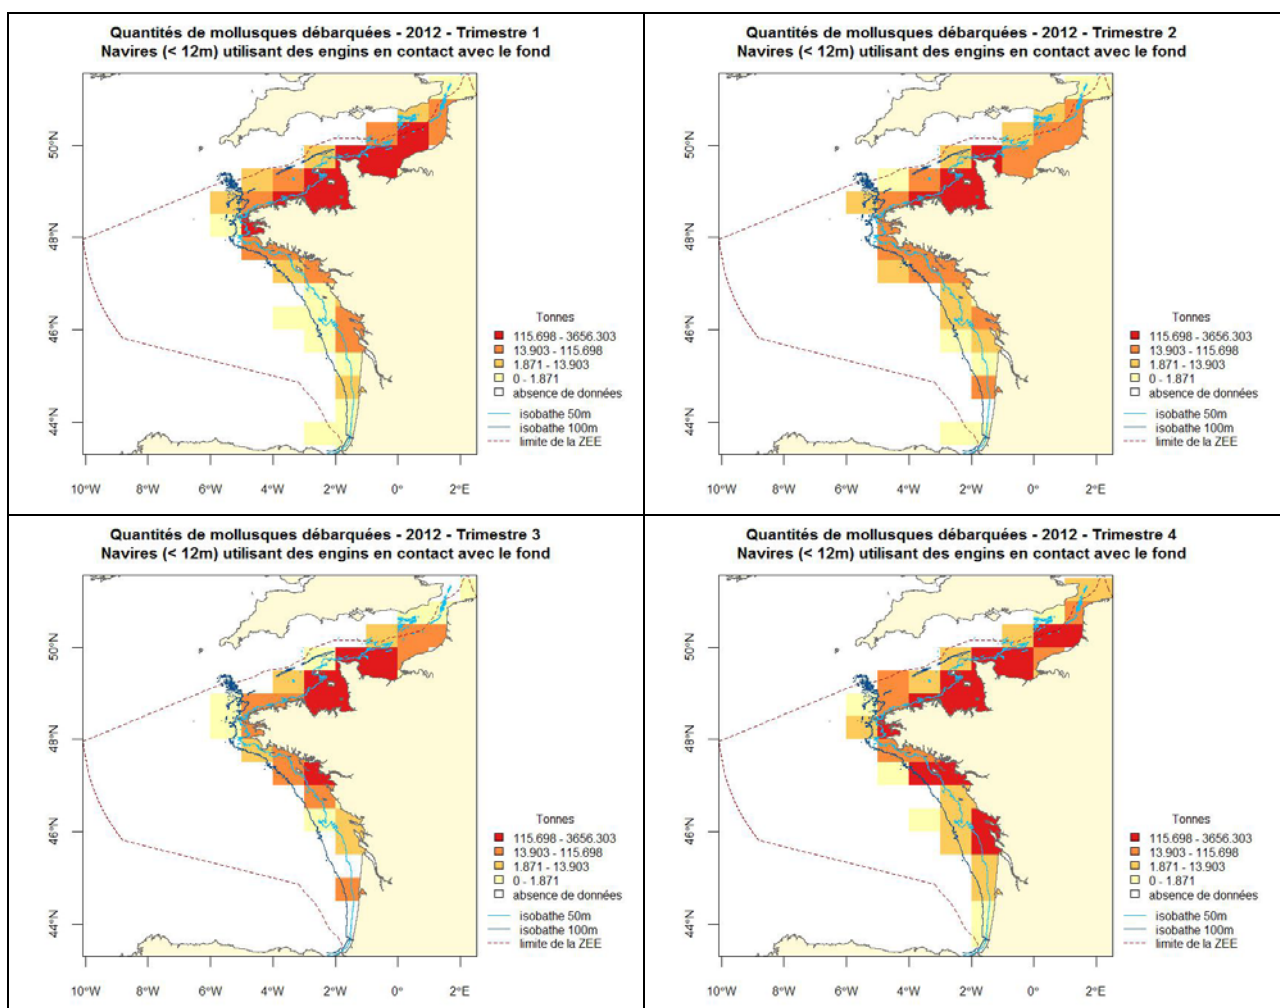 Quantités de mollusques débarquées - 2012 - Trimestre 1
Navires (< 12m) utilisant des engins en contact avec le fond
50°N
48°N
46°N
44°N
10°W 8°W 6°W 4°W 2°W 0° 2°E
Tonnes
115.698 - 3656.303
13.903 - 115.698
1.871 - 13.903
0 - 1.871
absence de données
isobathe 50m
isobathe 100m
limite de la ZEE
Quantités de mollusques débarquées - 2012 - Trimestre 2
Navires (< 12m) utilisant des engins en contact avec le fond
50°N
48°N
46°N
44°N
10°W 8°W 6°W 4°W 2°W 0° 2°E
Tonnes
115.698 - 3656.303
13.903 - 115.698
1.871 - 13.903
0 - 1.871
absence de données
isobathe 50m
isobathe 100m
limite de la ZEE
Quantités de mollusques débarquées - 2012 - Trimestre 3
Navires (< 12m) utilisant des engins en contact avec le fond
50°N
48°N
46°N
44°N
10°W 8°W 6°W 4°W 2°W 0° 2°E
Tonnes
115.698 - 3656.303
13.903 - 115.698
1.871 - 13.903
0 - 1.871
absence de données
isobathe 50m
isobathe 100m
limite de la ZEE
Quantités de mollusques débarquées - 2012 - Trimestre 4
Navires (< 12m) utilisant des engins en contact avec le fond
50°N
48°N
46°N
44°N
10°W 8°W 6°W 4°W 2°W 0° 2°E
Tonnes
115.698 - 3656.303
13.903 - 115.698
1.871 - 13.903
0 - 1.871
absence de données
isobathe 50m
isobathe 100m
limite de la ZEE